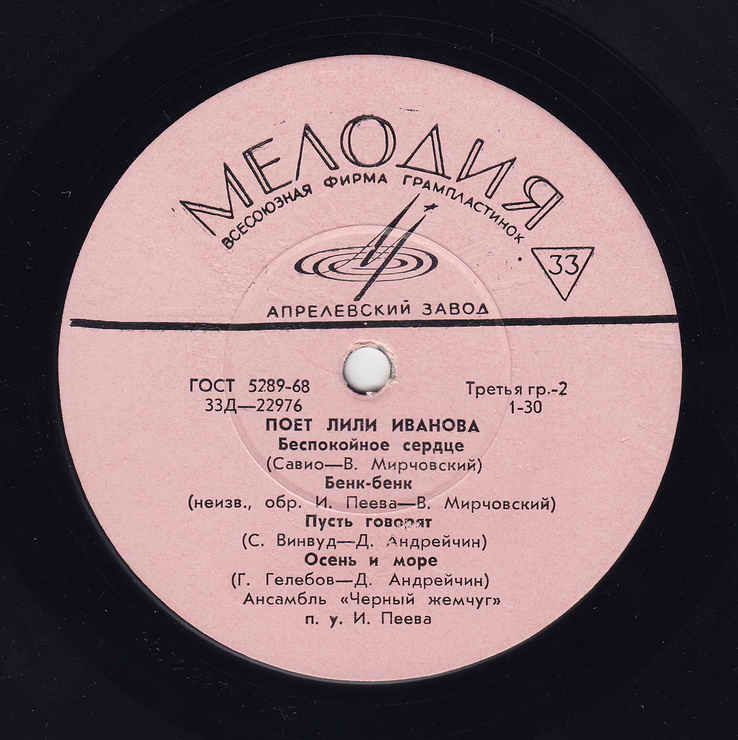 МЕЛОДИЯ
ВСЕСОЮЗНАЯ ФИРМА ГРАМПЛАСТИНОК
33
АПРЕЛЕВСКИЙ ЗАВОД
ГОСТ 5289-68 Третья гр.-2
33Д—22976 1-30
ПОЕТ ЛИЛИ ИВАНОВА
Беспокойное сердце
(Савио—В. Мирчовский)
Бенк-бенк
(неизв., обр. И. Пеева—В. Мирчовский)
Пусть говорят
(С. Винвуд—Д. Андрейчин)
Осень и море
(Г. Гелебов—Д. Андрейчин)
Ансамбль «Черный жемчуг»
п. у. И. Пеева